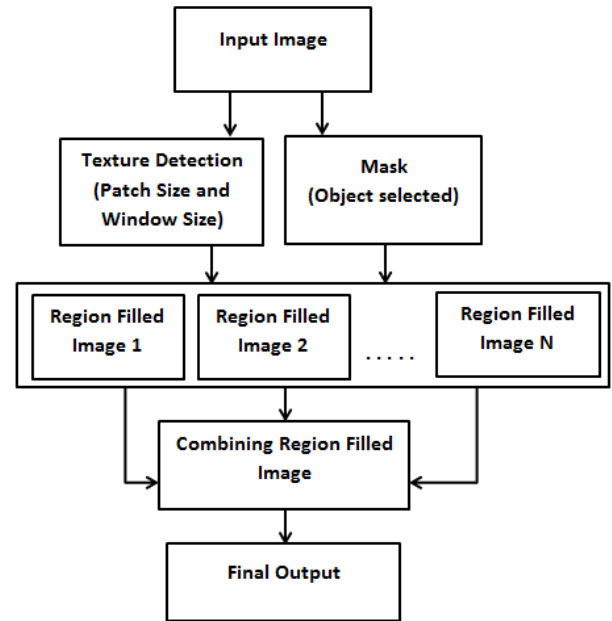 Input Image
Texture Detection
(Patch Size and
Window Size)
Mask
(Object selected)
Region Filled
Image 1
Region Filled
Image 2
. . . . .
Region Filled
Image N
Combining Region Filled
Image
Final Output